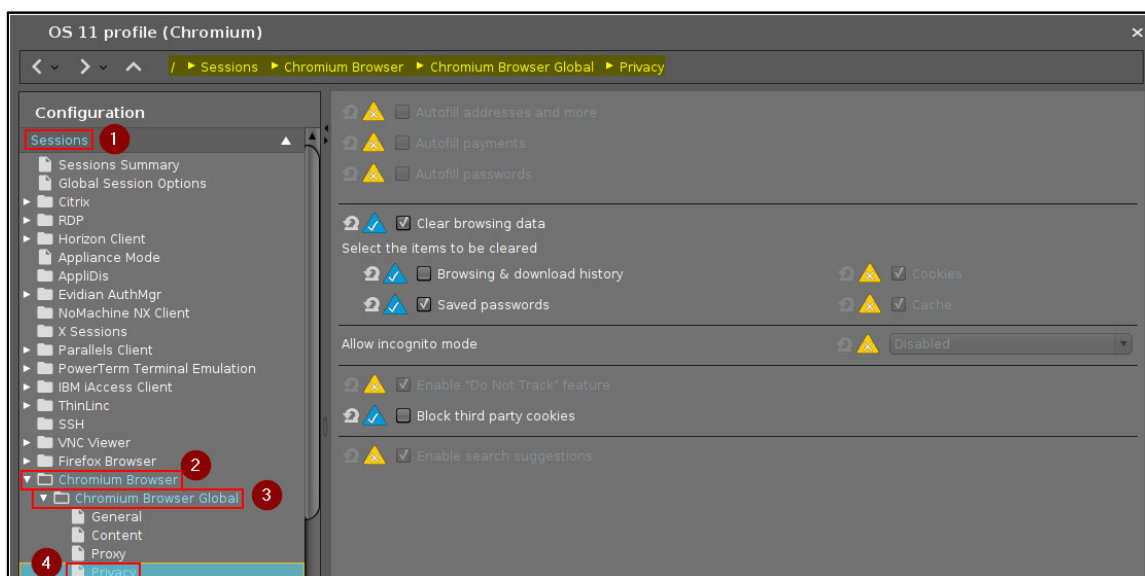 OS 11 profile (Chromium)
/ Sessions Chromium Browser Chromium Browser Global Privacy
Configuration
Sessions 1
Sessions Summary
Global Session Options
Citrix
RDP
Horizon Client
Appliance Mode
AppliDis
Evidian AuthMgr
NoMachine NX Client
X Sessions
Parallels Client
PowerTerm Terminal Emulation
IBM iAccess Client
ThinLinc
SSH
VNC Viewer
Firefox Browser
2
Chromium Browser
Chromium Browser Global 3
General
Content
Proxy
4 Privacy
Autofill addresses and more
Autofill payments
Autofill passwords
Clear browsing data
Select the items to be cleared
Browsing & download history Cookies
Saved passwords Cache
Allow incognito mode Disabled
Enable "Do Not Track" feature
Block third party cookies
Enable search suggestions